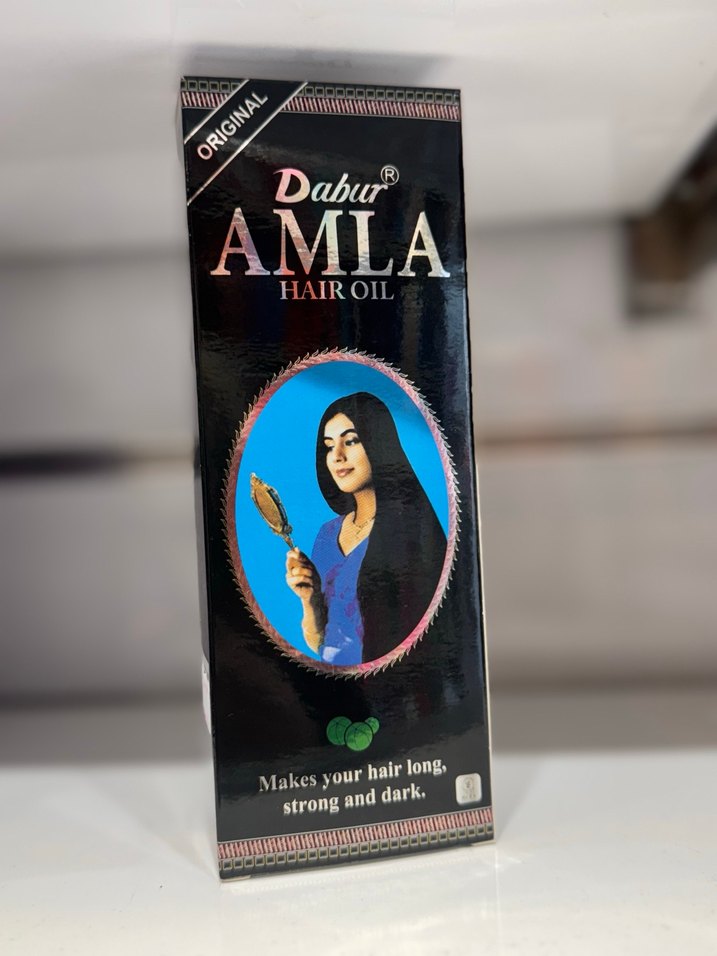 ORIGINAL
Dabur®
AMLA
HAIR OIL
Makes your hair long,
strong and dark.